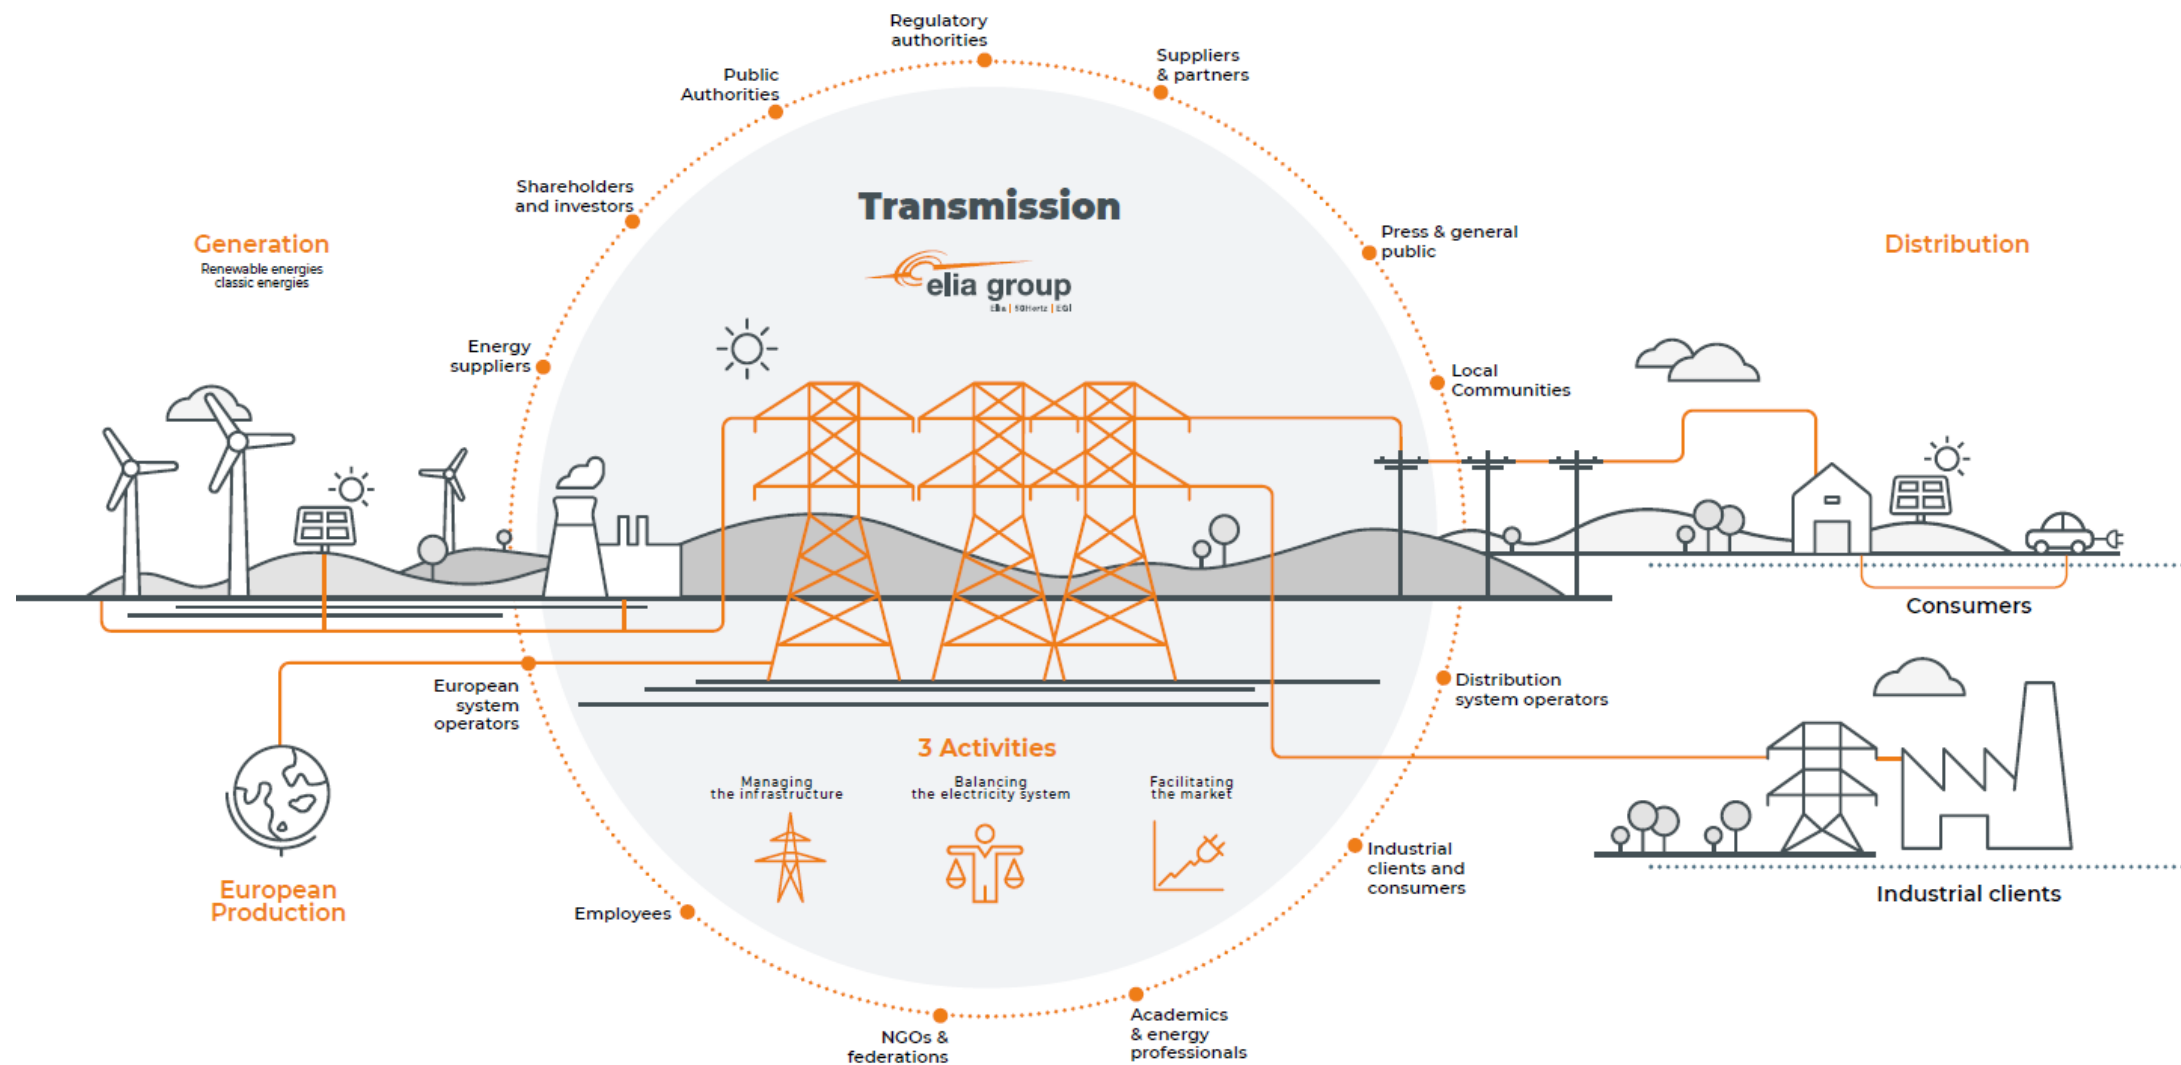 Regulatory
authorities
Suppliers
& partners
Public
Authorities
Shareholders
and investors
Transmission
elia group
Elia | 50Hertz | EGI
Press & general
public
Generation
Renewable energies
classic energies
Distribution
Energy
suppliers
Local
Communities
Consumers
European
system
operators
Distribution
system operators
3 Activities
Managing
the infrastructure
Balancing
the electricity system
Facilitating
the market
Industrial
clients and
consumers
European
Production
Employees
Industrial clients
NGOs &
federations
Academics
& energy
professionals